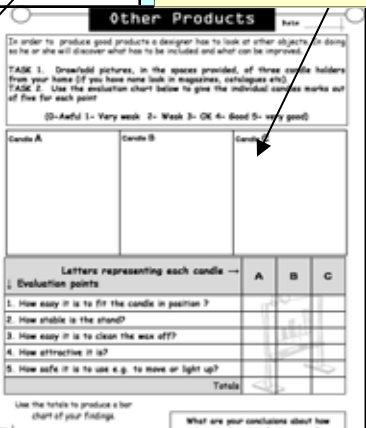 Other Products
Date
In order to produce good products a designer has to look at other objects. In doing
so he or she will discover what has to be included and what can be improved.
TASK 1. Draw/add pictures, in the spaces provided, of three candle holders
from your home (if you have none look in magazines, catalogues etc).
TASK 2. Use the evaluation chart below to give the individual candles marks out
of five for each point
(0-Awful 1- Very weak 2- Weak 3- OK 4- Good 5- very good)
Candle A Candle B Candle C
Letters representing each candle →
↓ Evaluation points
A B C
1. How easy it is to fit the candle in position ?
2. How stable is the stand?
3. How easy it is to clean the wax off?
4. How attractive it is?
5. How safe it is to use e.g. to move or light up?
Totals
Use the totals to produce a bar
chart of your findings.
What are your conclusions about how